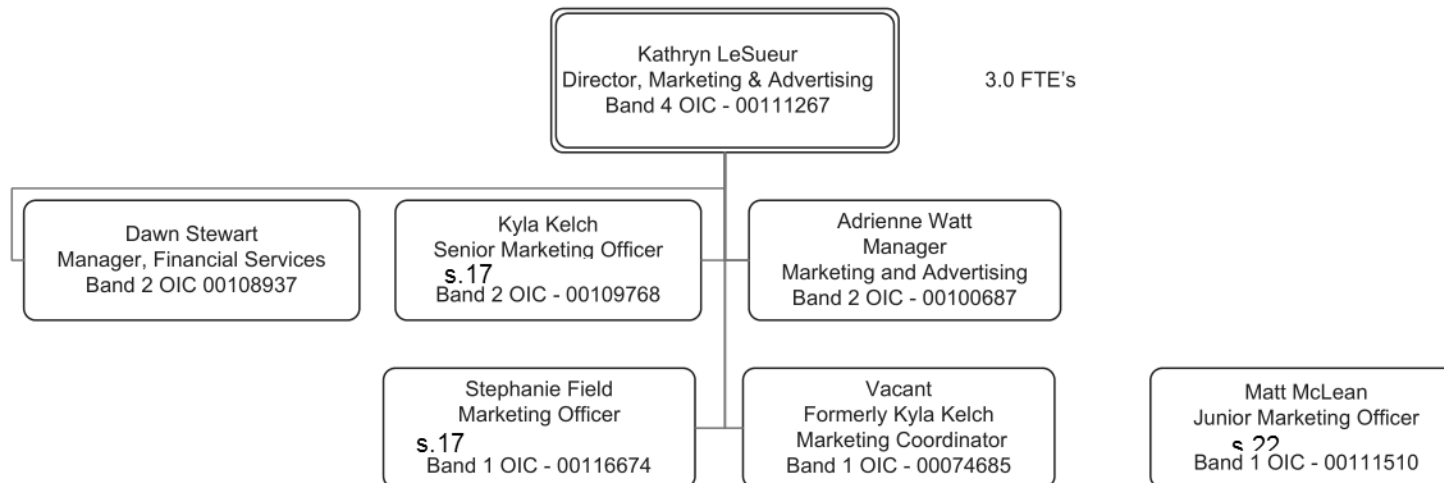 Kathryn LeSueur
Director, Marketing & Advertising
Band 4 OIC - 00111267
3.0 FTE's
Dawn Stewart
Manager, Financial Services
Band 2 OIC 00108937
Kyla Kelch
Senior Marketing Officer
s.17
Band 2 OIC - 00109768
Adrienne Watt
Manager
Marketing and Advertising
Band 2 OIC - 00100687
Stephanie Field
Marketing Officer
s.17
Band 1 OIC - 00116674
Vacant
Formerly Kyla Kelch
Marketing Coordinator
Band 1 OIC - 00074685
Matt McLean
Junior Marketing Officer
s.22
Band 1 OIC - 00111510